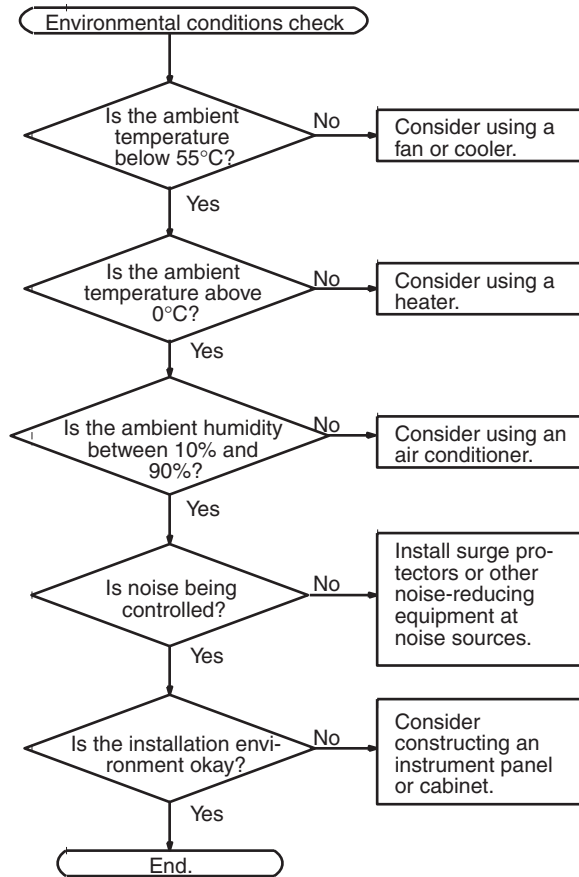 Environmental conditions check
Is the ambient
temperature
below 55°C?
No
Consider using a
fan or cooler.
Yes
Is the ambient
temperature above
0°C?
No
Consider using a
heater.
Yes
Is the ambient humidity
between 10% and
90%?
No
Consider using an
air conditioner.
Yes
Is noise being
controlled?
No
Install surge pro-
tectors or other
noise-reducing
equipment at
noise sources.
Yes
Is the installation envi-
ronment okay?
No
Consider
constructing an
instrument panel
or cabinet.
Yes
End.